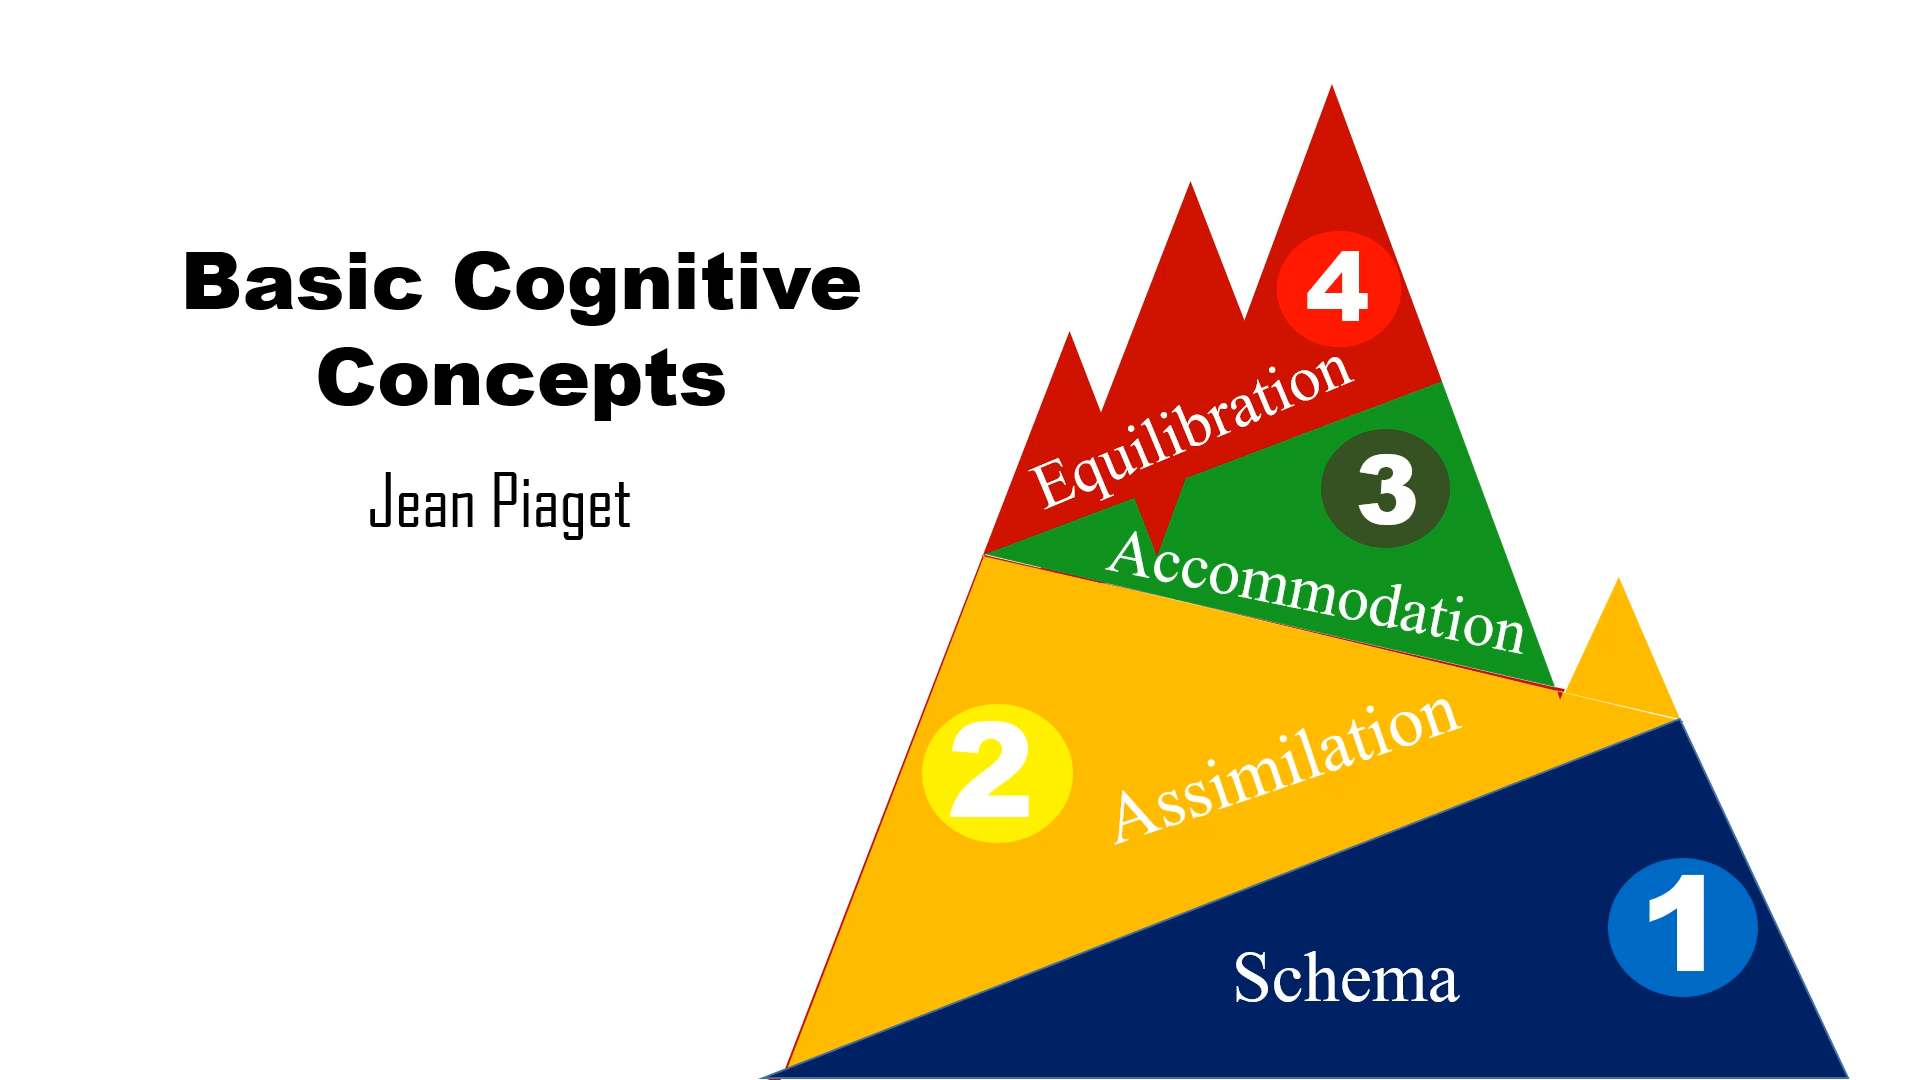 Basic Cognitive
Concepts
Jean Piaget
4
Equilibration
3
Accommodation
2
Assimilation
1
Schema